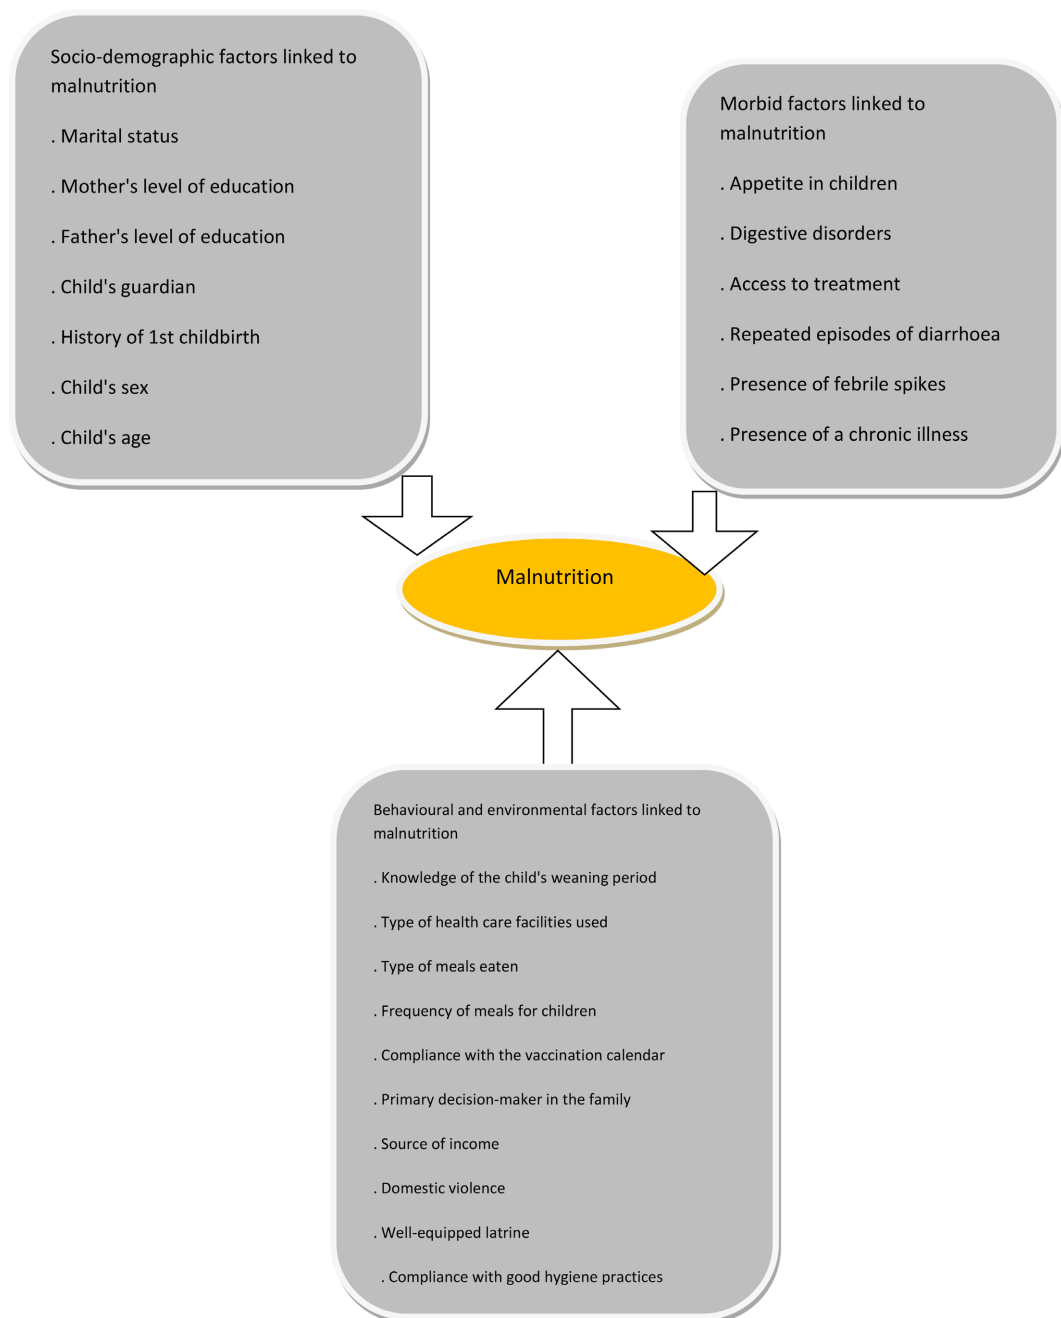 Socio-demographic factors linked to
malnutrition
. Marital status
. Mother's level of education
. Father's level of education
. Child's guardian
. History of 1st childbirth
. Child's sex
. Child's age
Morbid factors linked to
malnutrition
. Appetite in children
. Digestive disorders
. Access to treatment
. Repeated episodes of diarrhoea
. Presence of febrile spikes
. Presence of a chronic illness
Malnutrition
Behavioural and environmental factors linked to
malnutrition
. Knowledge of the child's weaning period
. Type of health care facilities used
. Type of meals eaten
. Frequency of meals for children
. Compliance with the vaccination calendar
. Primary decision-maker in the family
. Source of income
. Domestic violence
. Well-equipped latrine
. Compliance with good hygiene practices